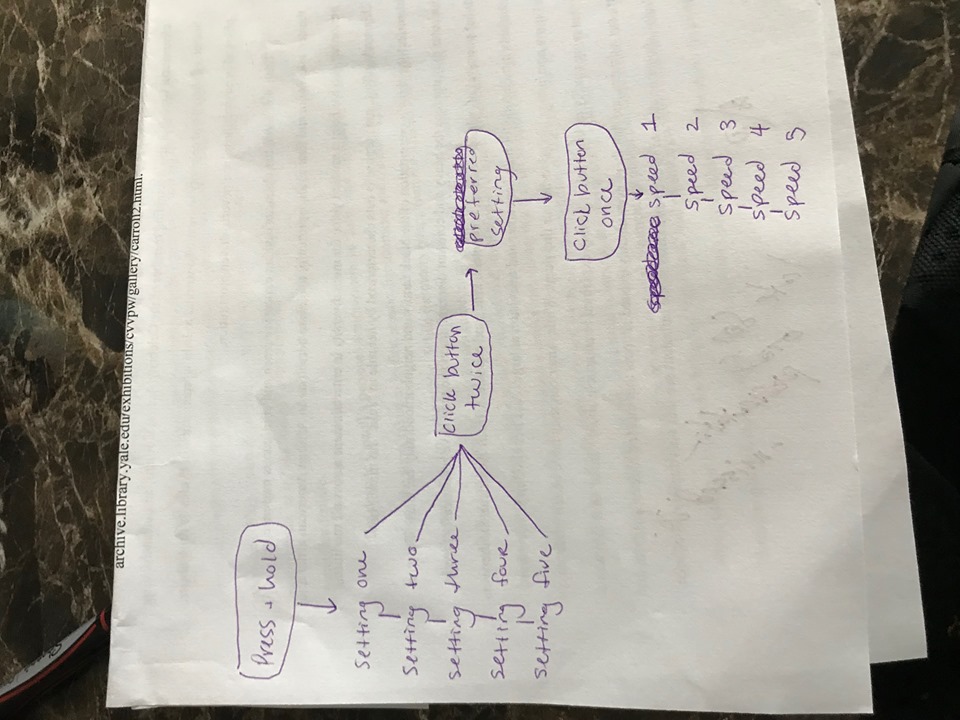 archive.library.yale.edu/exhibitions/cvvpw/gallery/carroll2.html.
Press + hold
setting one
setting two
setting three
setting four
setting five
click button
twice
preferred
setting
Click button
once
speed 1
speed 2
speed 3
speed 4
speed 5